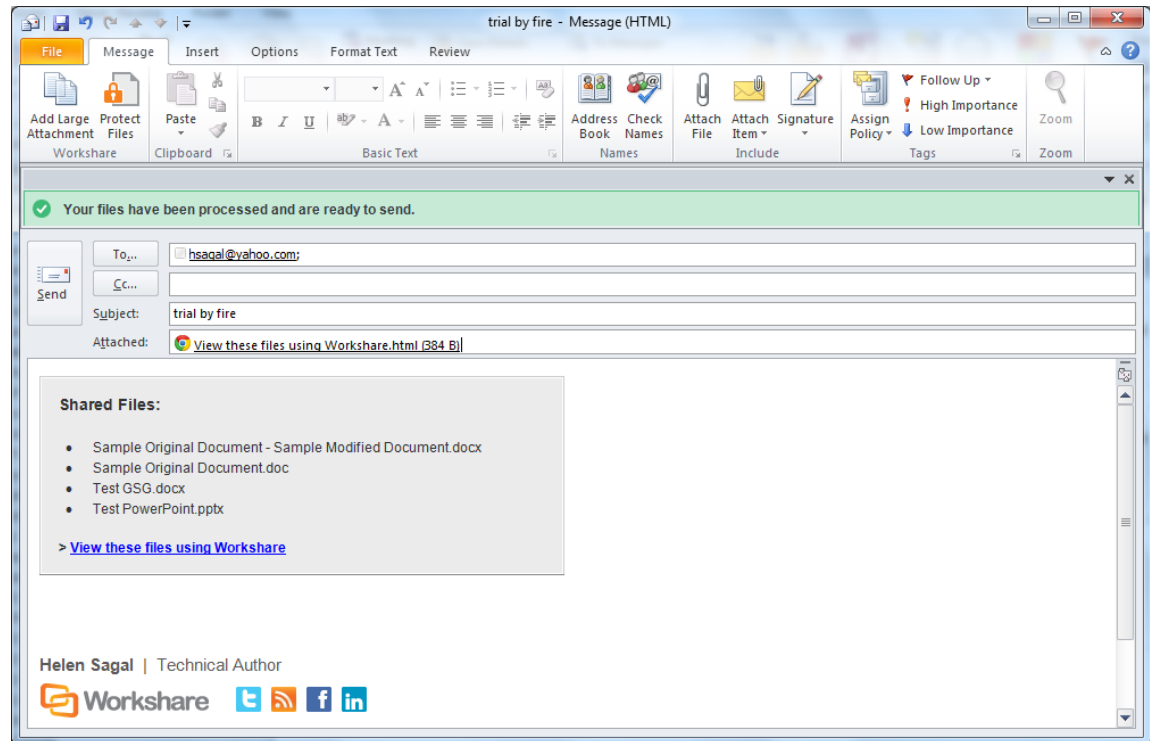 trial by fire - Message (HTML)
File Message Insert Options Format Text Review
Add Large Attachment
Protect Files
Workshare
Paste
Clipboard
B I U
Basic Text
Address Book
Check Names
Names
Attach File
Attach Item
Signature
Include
Assign Policy
Follow Up
High Importance
Low Importance
Tags
Zoom
Zoom
Your files have been processed and are ready to send.
Send
To... hsagal@yahoo.com;
Cc...
Subject: trial by fire
Attached: View these files using Workshare.html (384 B)
Shared Files:
• Sample Original Document - Sample Modified Document.docx
• Sample Original Document.doc
• Test GSG.docx
• Test PowerPoint.pptx
> View these files using Workshare
Helen Sagal | Technical Author
Workshare